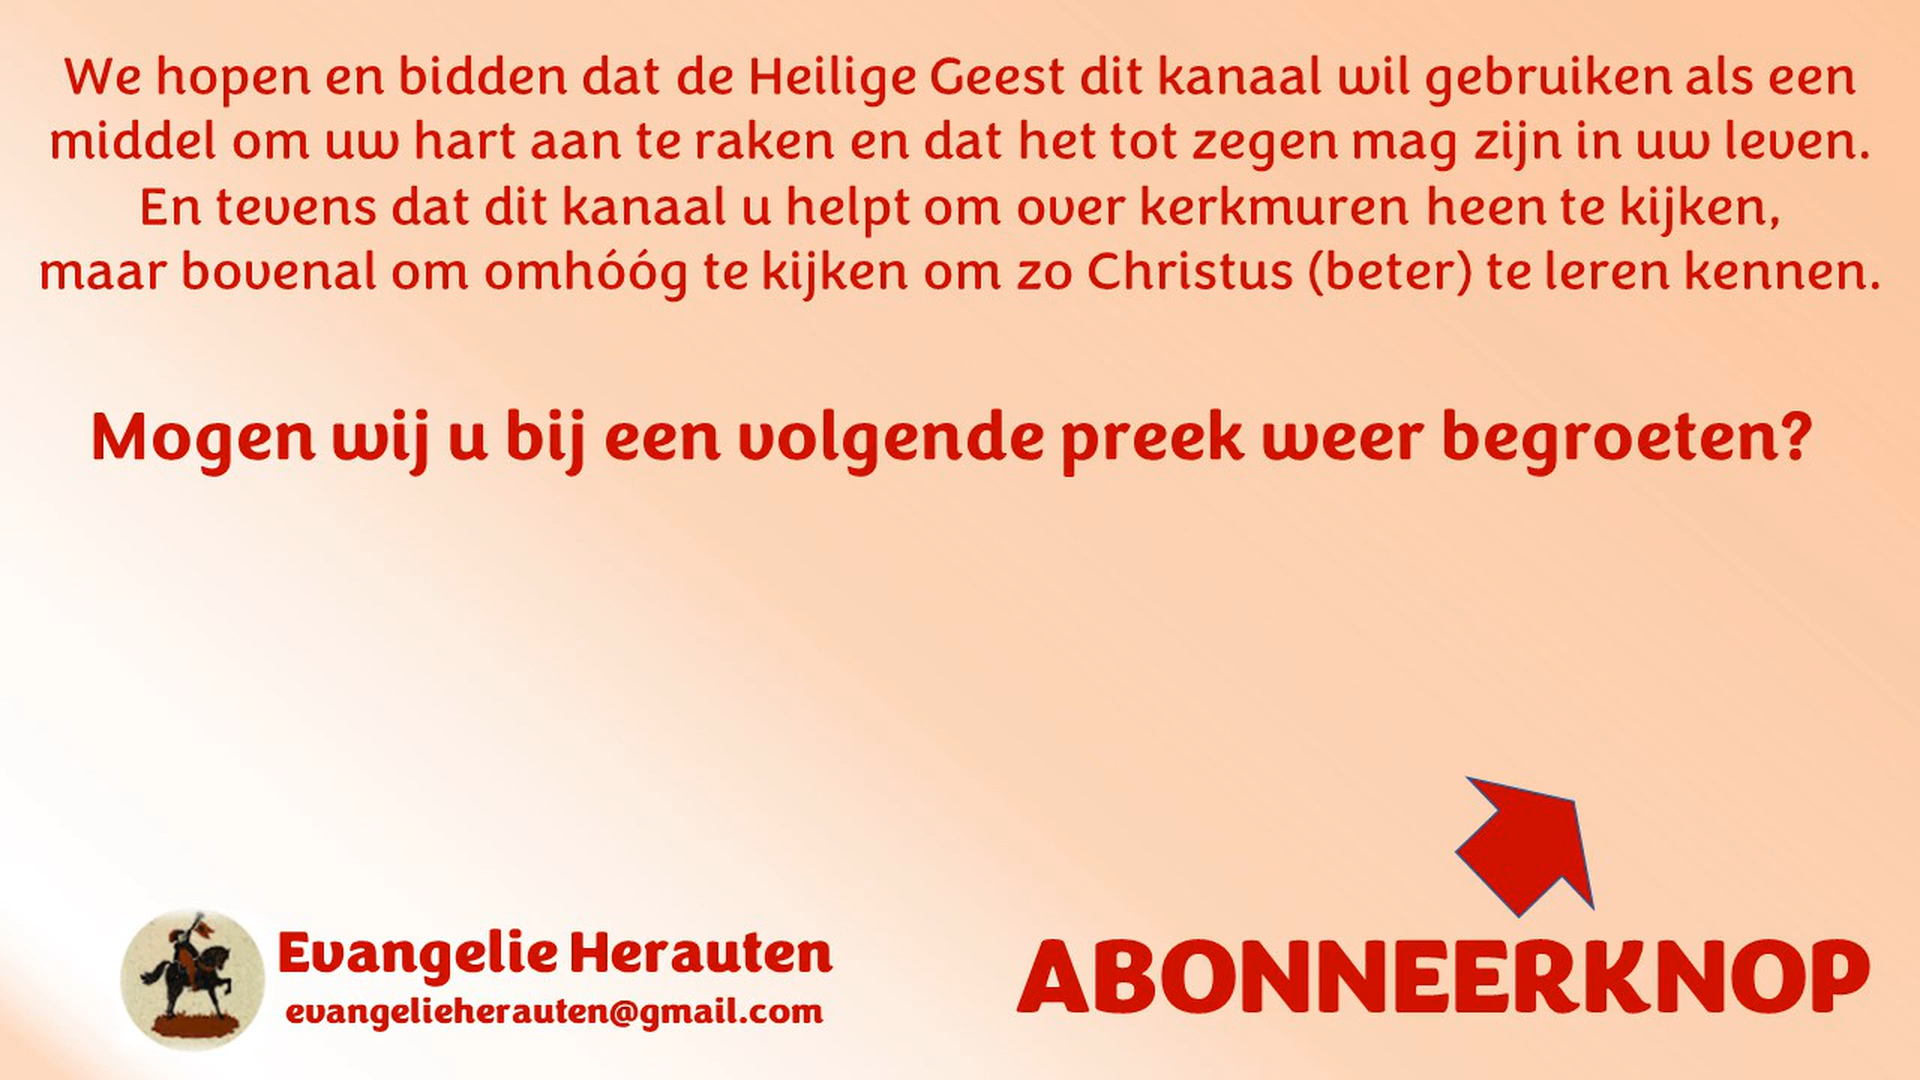 We hopen en bidden dat de Heilige Geest dit kanaal wil gebruiken als een
middel om uw hart aan te raken en dat het tot zegen mag zijn in uw leven.
En tevens dat dit kanaal u helpt om over kerkmuren heen te kijken,
maar bovenal om omhóóg te kijken om zo Christus (beter) te leren kennen.
Mogen wij u bij een volgende preek weer begroeten?
Evangelie Herauten
evangelieherauten@gmail.com
ABONNEERKNOP